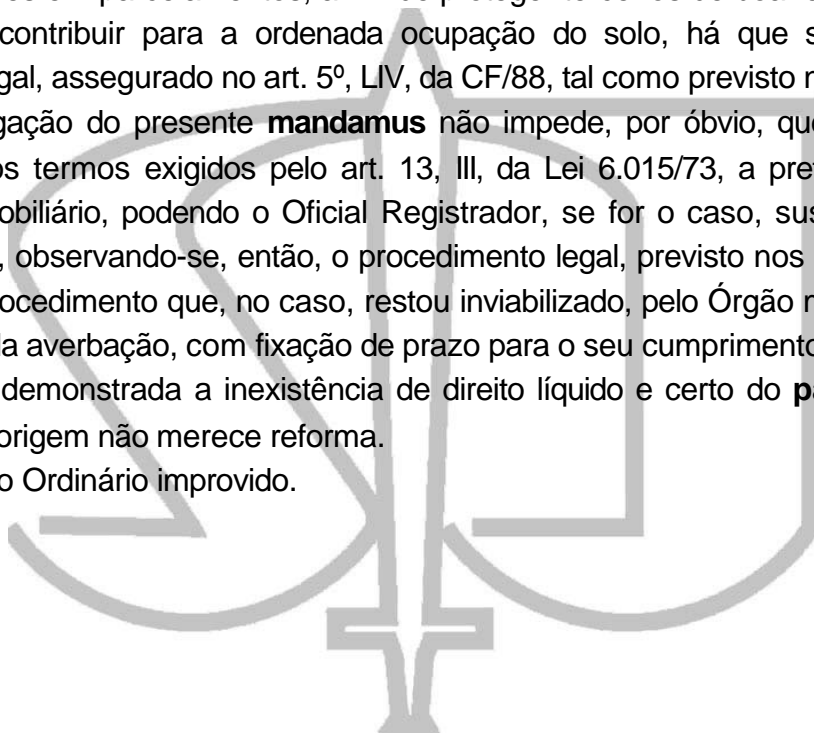 contribuir para a ordenada ocupação do solo, há que s
gal, assegurado no art. 5º, LIV, da CF/88, tal como previsto n
gação do presente mandamus não impede, por óbvio, que
os termos exigidos pelo art. 13, III, da Lei 6.015/73, a pret
obiliário, podendo o Oficial Registrador, se for o caso, sus
, observando-se, então, o procedimento legal, previsto nos
rocedimento que, no caso, restou inviabilizado, pelo Órgão r
la averbação, com fixação de prazo para o seu cumprimento
demonstrada a inexistência de direito líquido e certo do pa
origem não merece reforma.
o Ordinário improvido.